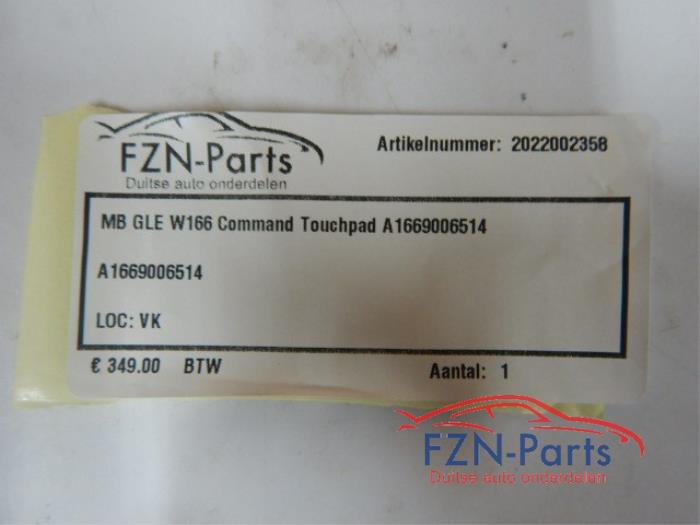 FZN-Parts
Duitse auto onderdelen
Artikelnummer: 2022002358
MB GLE W166 Command Touchpad A1669006514
A1669006514
LOC: VK
€ 349.00 BTW
Aantal: 1
FZN-Parts
Duitse auto onderdelen